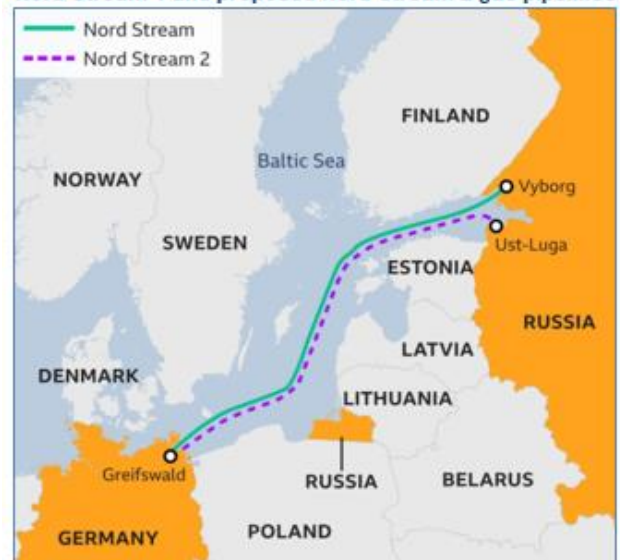 Nord Stream
Nord Stream 2
FINLAND
Baltic Sea
NORWAY
Vyborg
SWEDEN
Ust-Luga
ESTONIA
RUSSIA
LATVIA
DENMARK
LITHUANIA
Greifswald
RUSSIA
BELARUS
GERMANY
POLAND